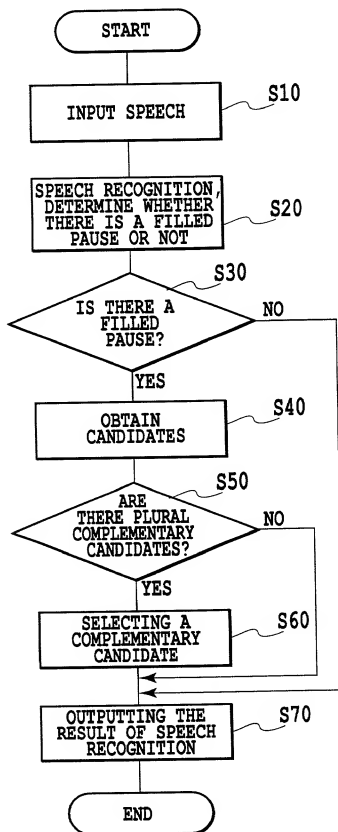 START
INPUT SPEECH
S10
SPEECH RECOGNITION,
DETERMINE WHETHER
THERE IS A FILLED
PAUSE OR NOT
S20
S30
IS THERE A
FILLED
PAUSE?
NO
YES
OBTAIN
CANDIDATES
S40
S50
ARE
THERE PLURAL
COMPLEMENTARY
CANDIDATES?
NO
YES
SELECTING A
COMPLEMENTARY
CANDIDATE
S60
OUTPUTTING THE
RESULT OF SPEECH
RECOGNITION
S70
END